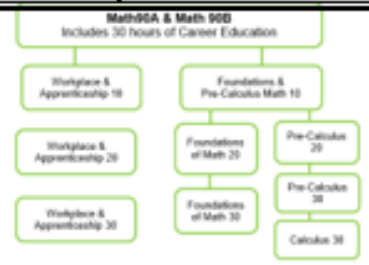 Math90A & Math 90B
Includes 30 hours of Career Education
Workplace &
Apprenticeship 10
Foundations &
Pre-Calculus Math 10
Workplace &
Apprenticeship 20
Foundations
of Math 20
Pre-Calculus
20
Workplace &
Apprenticeship 30
Foundations
of Math 30
Pre-Calculus
30
Calculus 30